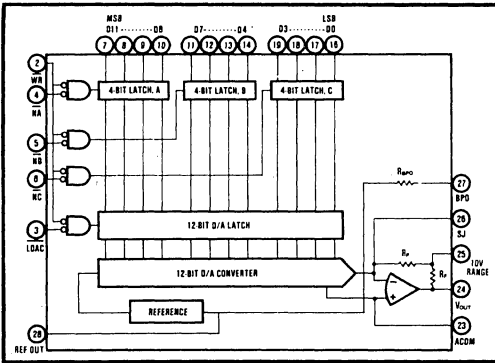 MSB LSB
D11 ------- D8 D7 ------- D4 D3 ------- D0
7 8 9 10 11 12 13 14 19 18 17 16
2
WR
4-BIT LATCH, A 4-BIT LATCH, B 4-BIT LATCH, C
4
NA
5
NB
6
NC
RBPO
27
BPO
26
SJ
3
LDAC
12-BIT D/A LATCH
RF
25
10V
RANGE
12-BIT D/A CONVERTER
RF
24
VOUT
REFERENCE
23
ACOM
28
REF OUT